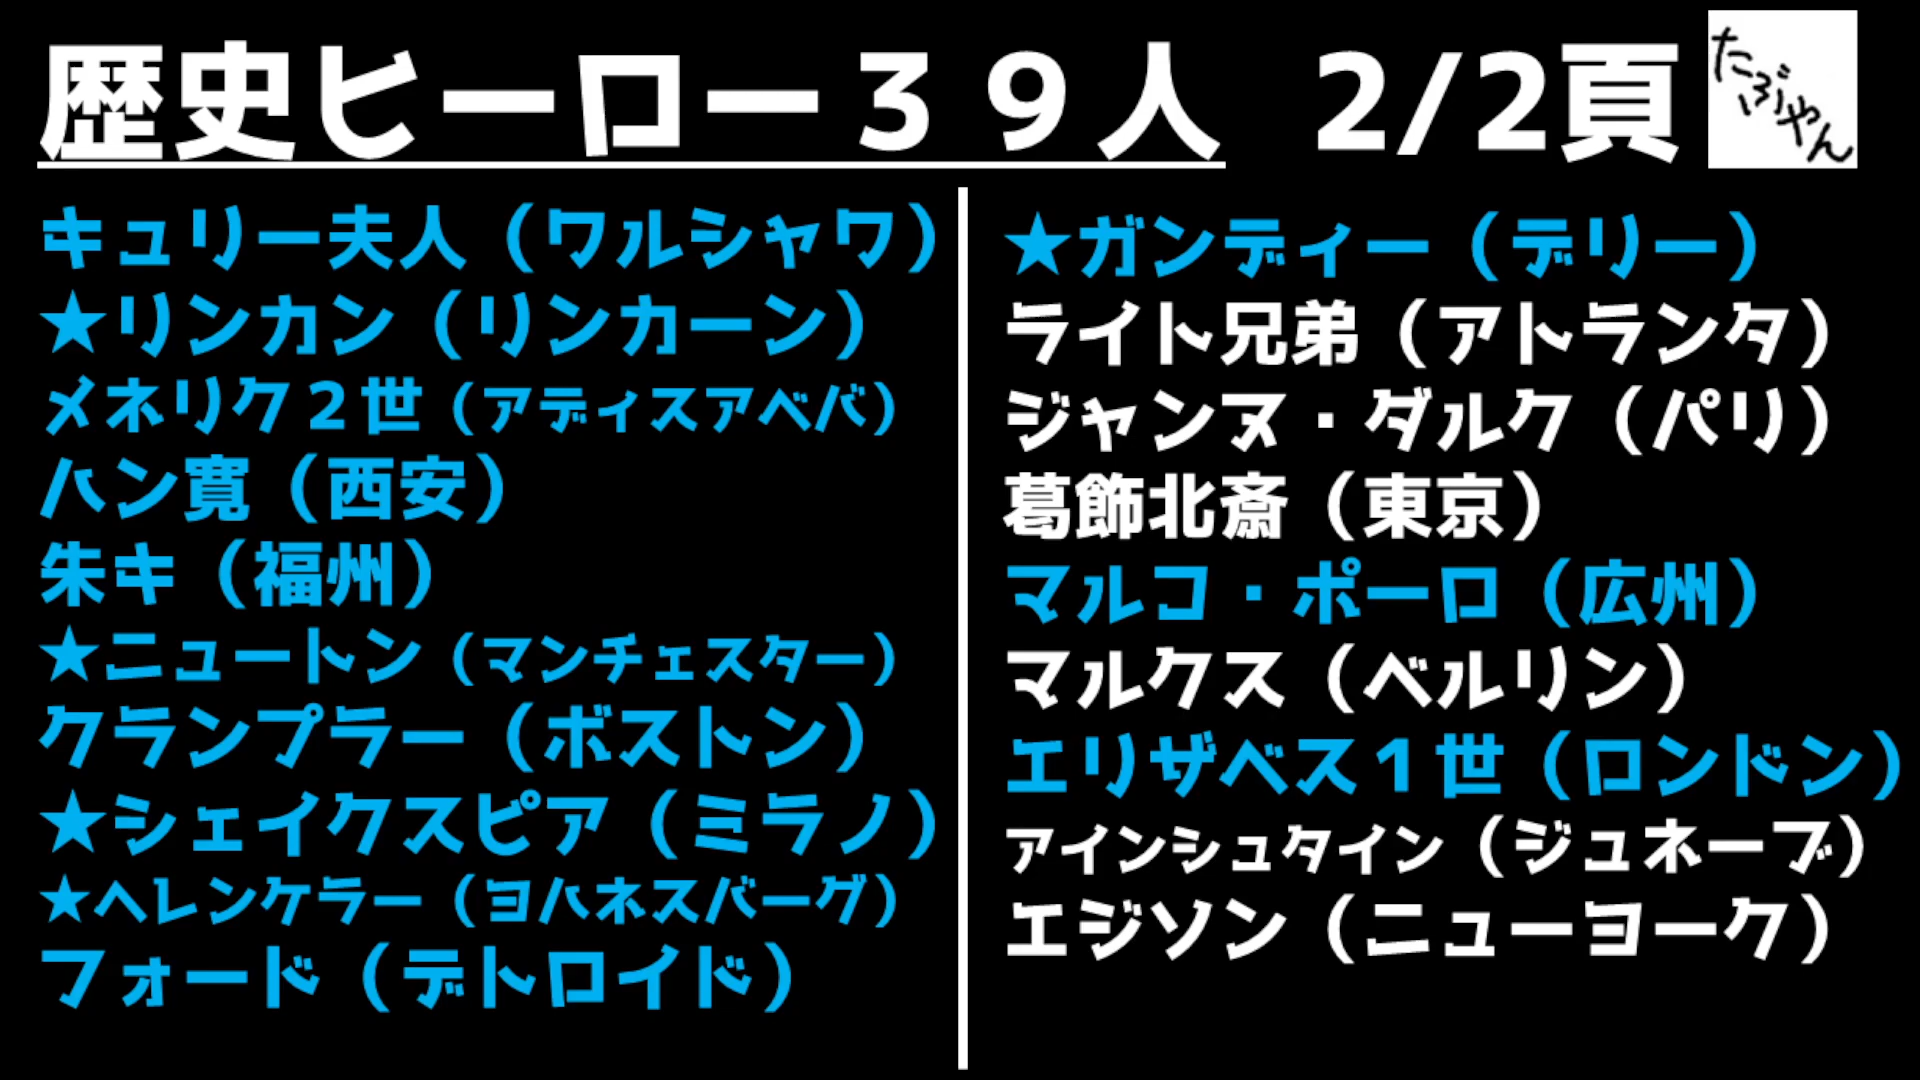 歴史ヒーロー３９人 2/2頁
たぶやん
キュリー夫人（ワルシャワ）
★リンカン（リンカーン）
メネリク２世（アディスアベバ）
ハン寛（西安）
朱キ（福州）
★ニュートン（マンチェスター）
クランプラー（ボストン）
★シェイクスピア（ミラノ）
★ヘレンケラー（ヨハネスバーグ）
フォード（デトロイド）
★ガンディー（デリー）
ライト兄弟（アトランタ）
ジャンヌ・ダルク（パリ）
葛飾北斎（東京）
マルコ・ポーロ（広州）
マルクス（ベルリン）
エリザベス１世（ロンドン）
アインシュタイン（ジュネーブ）
エジソン（ニューヨーク）